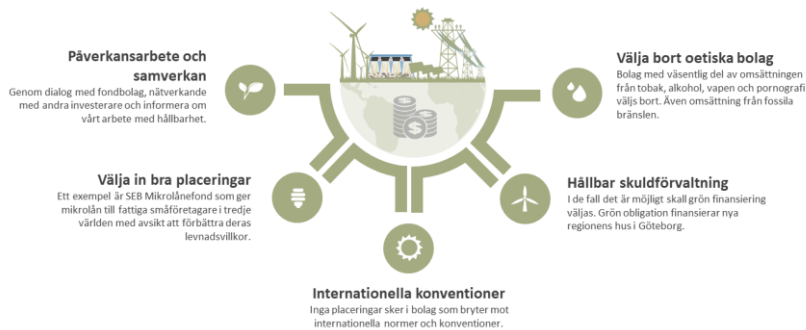 Påverkansarbete och
samverkan
Genom dialog med fondbolag, nätverkande
med andra investerare och informera om
vårt arbete med hållbarhet.
Välja in bra placeringar
Ett exempel är SEB Mikrolånefond som ger
mikrolån till fattiga småföretagare i tredje
världen med avsikt att förbättra deras
levnadsvillkor.
Internationella konventioner
Inga placeringar sker i bolag som bryter mot
internationella normer och konventioner.
Hållbar skuldförvaltning
I de fall det är möjligt skall grön finansiering
väljas. Grön obligation finansierar nya
regionens hus i Göteborg.
Välja bort oetiska bolag
Bolag med väsentlig del av omsättningen
från tobak, alkohol, vapen och pornografi
väljs bort. Även omsättning från fossila
bränslen.